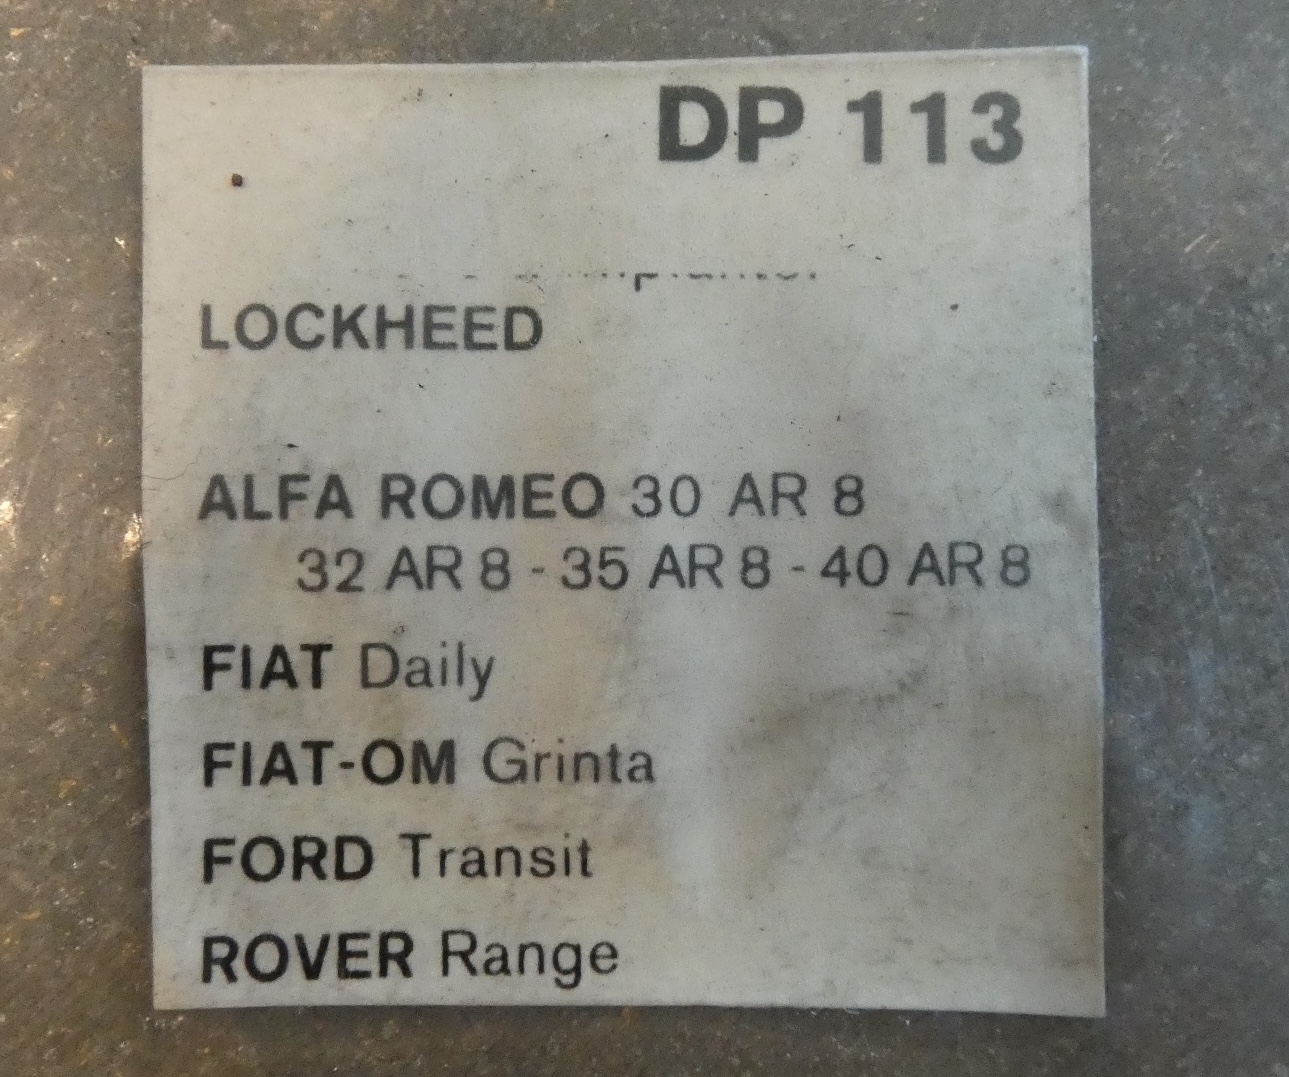 DP 113
LOCKHEED
ALFA ROMEO 30 AR 8
32 AR 8 - 35 AR 8 - 40 AR 8
FIAT Daily
FIAT-OM Grinta
FORD Transit
ROVER Range